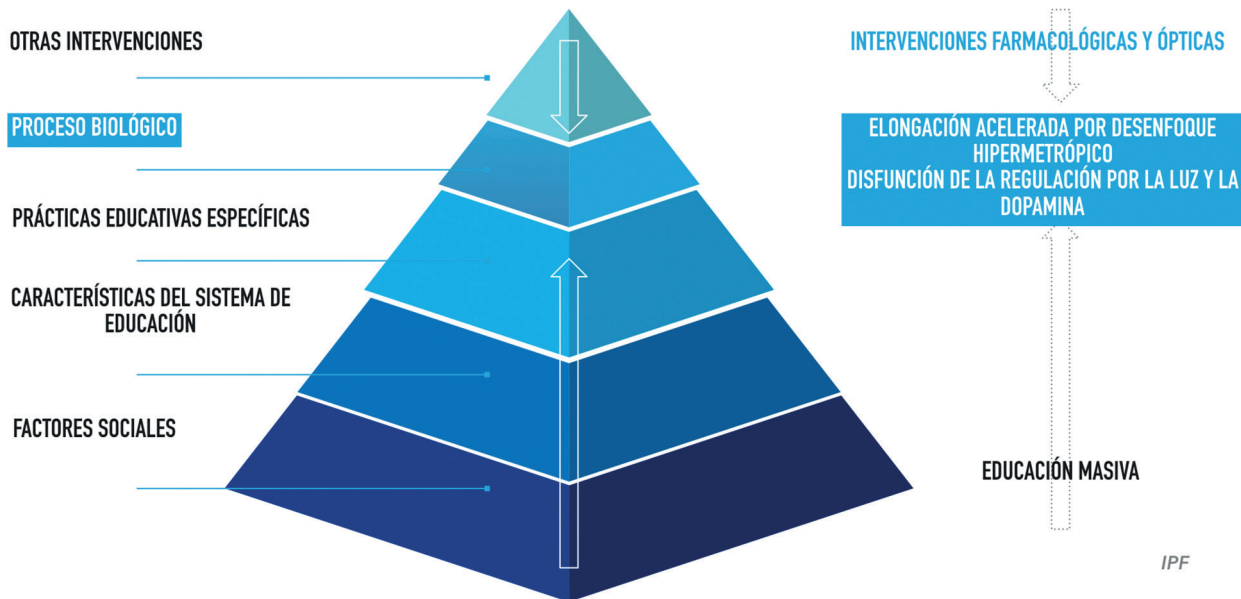 OTRAS INTERVENCIONES
PROCESO BIOLÓGICO
PRÁCTICAS EDUCATIVAS ESPECÍFICAS
CARACTERÍSTICAS DEL SISTEMA DE
EDUCACIÓN
FACTORES SOCIALES
INTERVENCIONES FARMACOLÓGICAS Y ÓPTICAS
ELONGACIÓN ACELERADA POR DESENFOQUE
HIPERMETRÓPICO
DISFUNCIÓN DE LA REGULACIÓN POR LA LUZ Y LA
DOPAMINA
EDUCACIÓN MASIVA
IPF